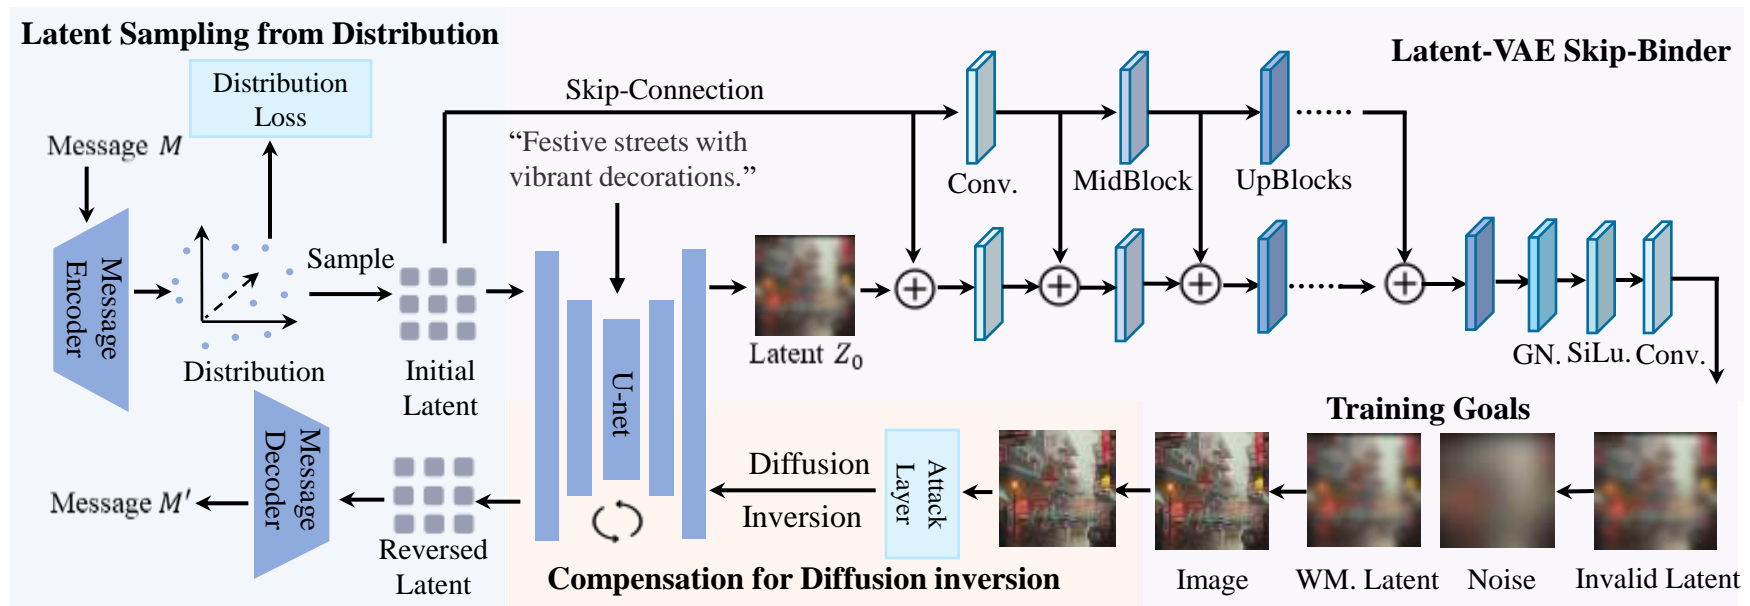 Latent Sampling from Distribution
Distribution
Loss
Message M
Message
Encoder
Distribution
Sample
Initial
Latent
Skip-Connection
“Festive streets with
vibrant decorations.”
U-net
Latent Z₀
Latent-VAE Skip-Binder
Conv.
MidBlock
UpBlocks
GN.
SiLu.
Conv.
Training Goals
Image
WM. Latent
Noise
Invalid Latent
Attack
Layer
Diffusion
Inversion
Compensation for Diffusion inversion
Reversed
Latent
Message
Decoder
Message M′